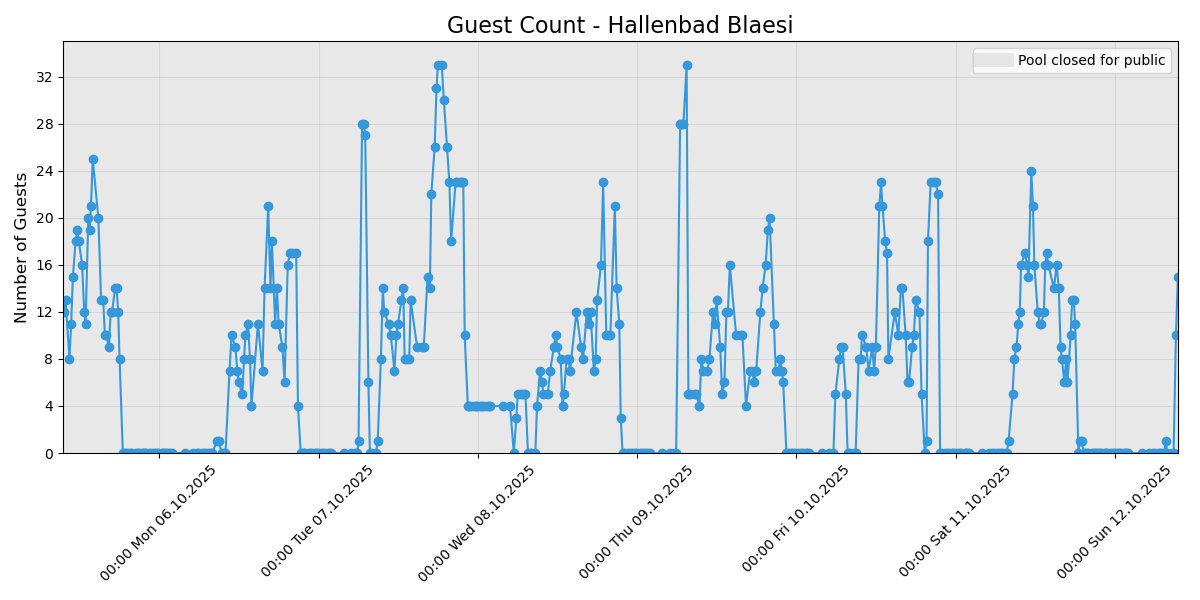 Guest Count - Hallenbad Blaesi
Pool closed for public
Number of Guests
32
28
24
20
16
12
8
4
0
00:00 Mon 06.10.2025
00:00 Tue 07.10.2025
00:00 Wed 08.10.2025
00:00 Thu 09.10.2025
00:00 Fri 10.10.2025
00:00 Sat 11.10.2025
00:00 Sun 12.10.2025